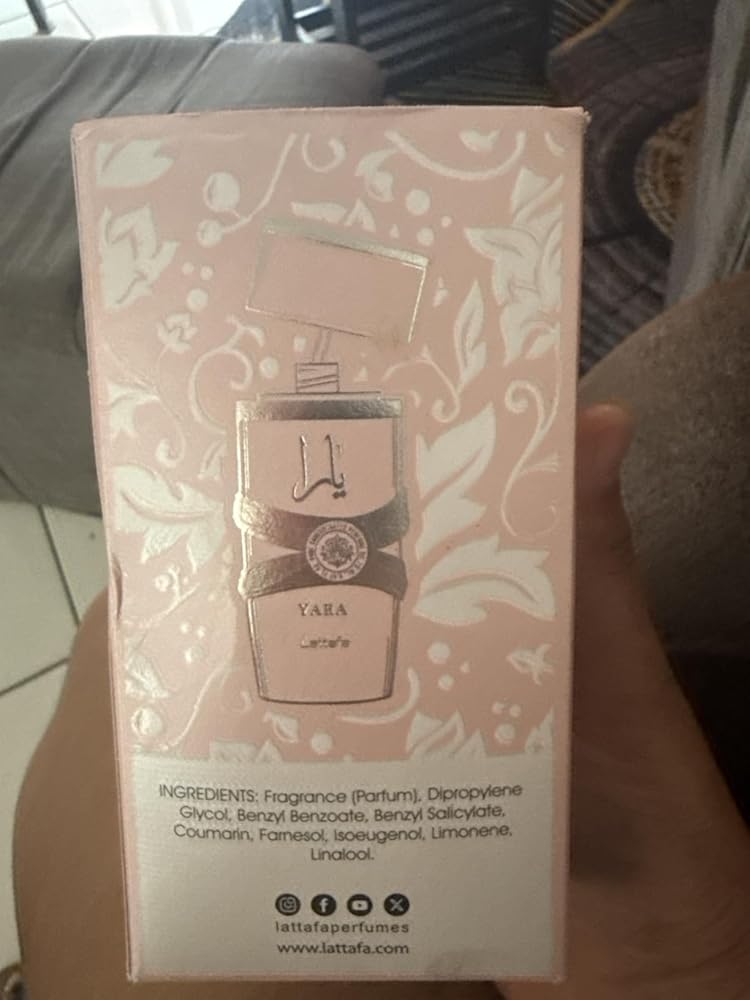 يارا
YARA
Lattafa
INGREDIENTS: Fragrance (Parfum), Dipropylene
Glycol, Benzyl Benzoate, Benzyl Salicylate,
Coumarin, Farnesol, Isoeugenol, Limonene,
Linalool.
lattafaperfumes
www.lattafa.com